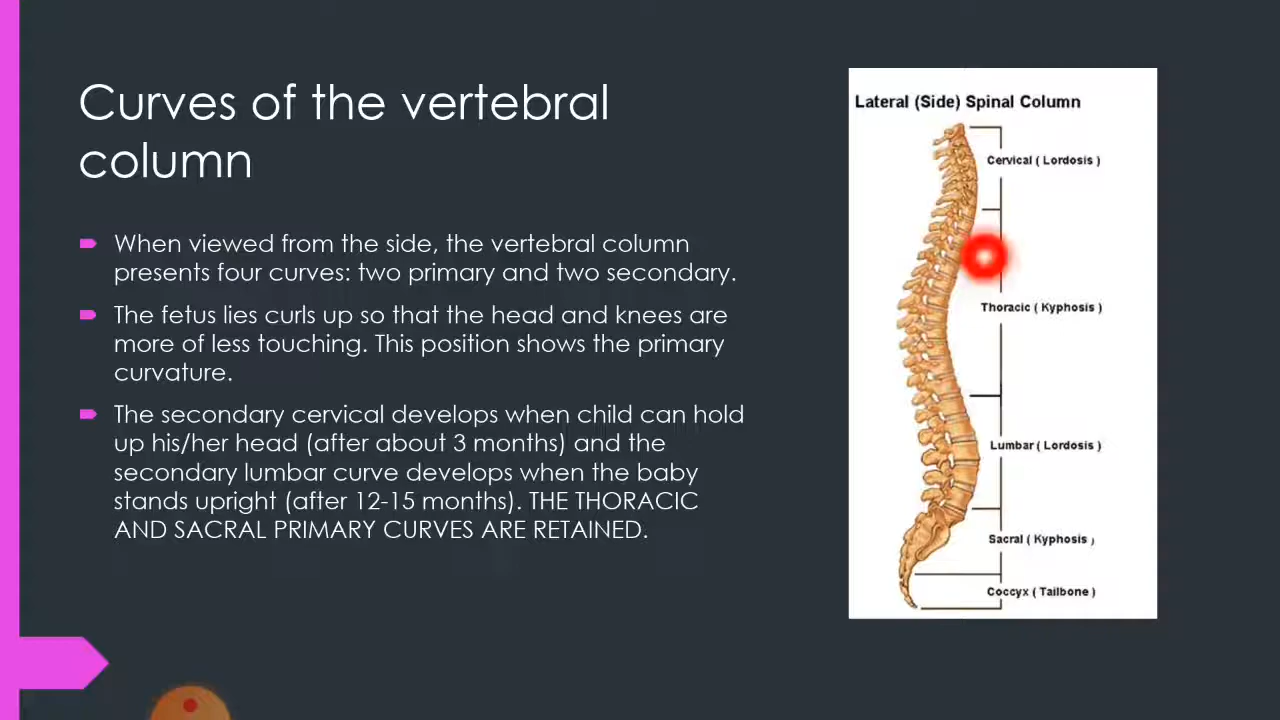 Curves of the vertebral
column
When viewed from the side, the vertebral column
presents four curves: two primary and two secondary.
The fetus lies curls up so that the head and knees are
more of less touching. This position shows the primary
curvature.
The secondary cervical develops when child can hold
up his/her head (after about 3 months) and the
secondary lumbar curve develops when the baby
stands upright (after 12-15 months). THE THORACIC
AND SACRAL PRIMARY CURVES ARE RETAINED.
Lateral (Side) Spinal Column
Cervical ( Lordosis )
Thoracic ( Kyphosis )
Lumbar ( Lordosis )
Sacral ( Kyphosis )
Coccyx ( Tailbone )